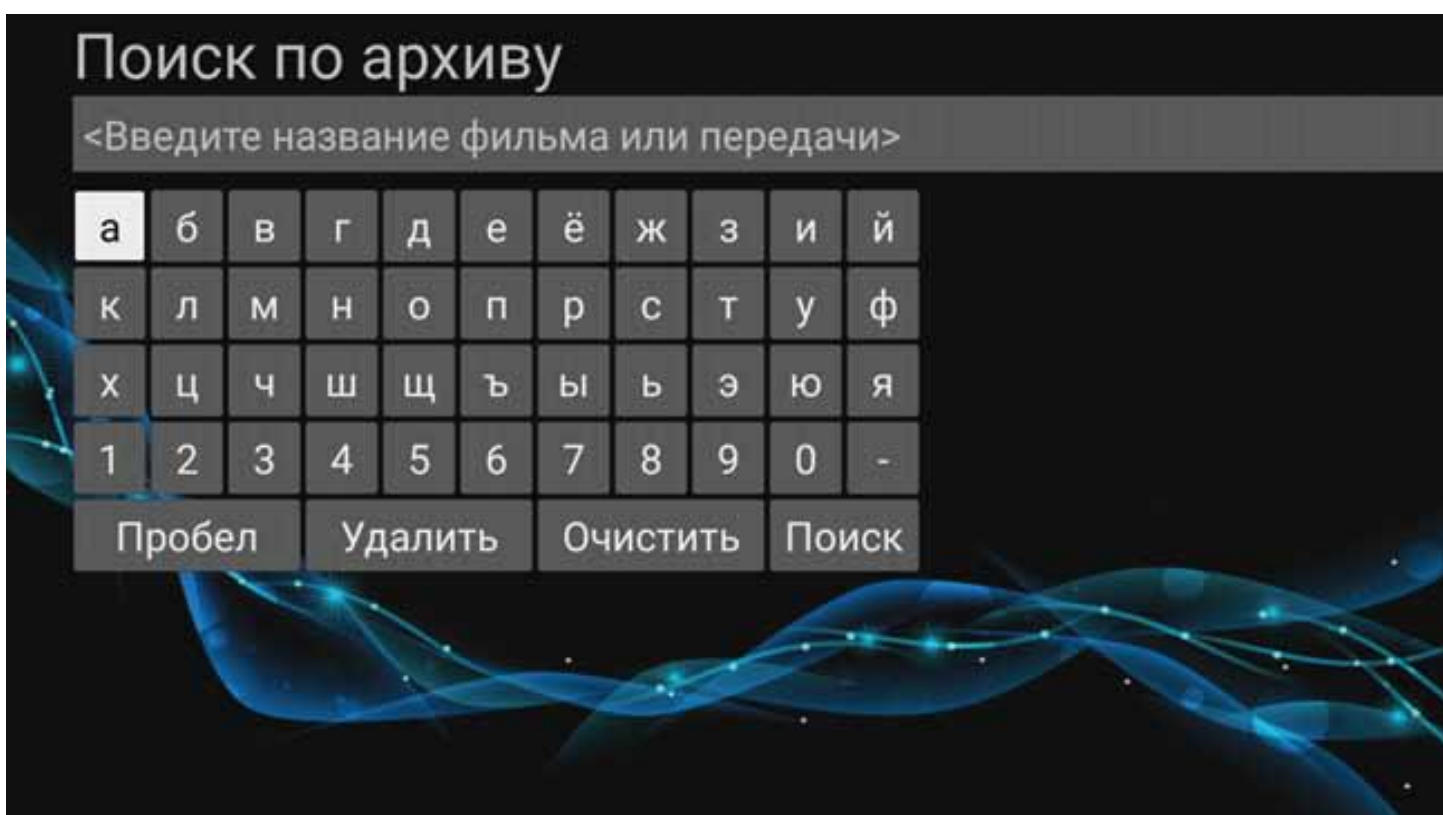 Поиск по архиву
<Введите название фильма или передачи>
а б в г д е ё ж з и й
к л м н о п р с т у ф
х ц ч ш щ ъ ы ь э ю я
1 2 3 4 5 6 7 8 9 0 -
Пробел Удалить Очистить Поиск